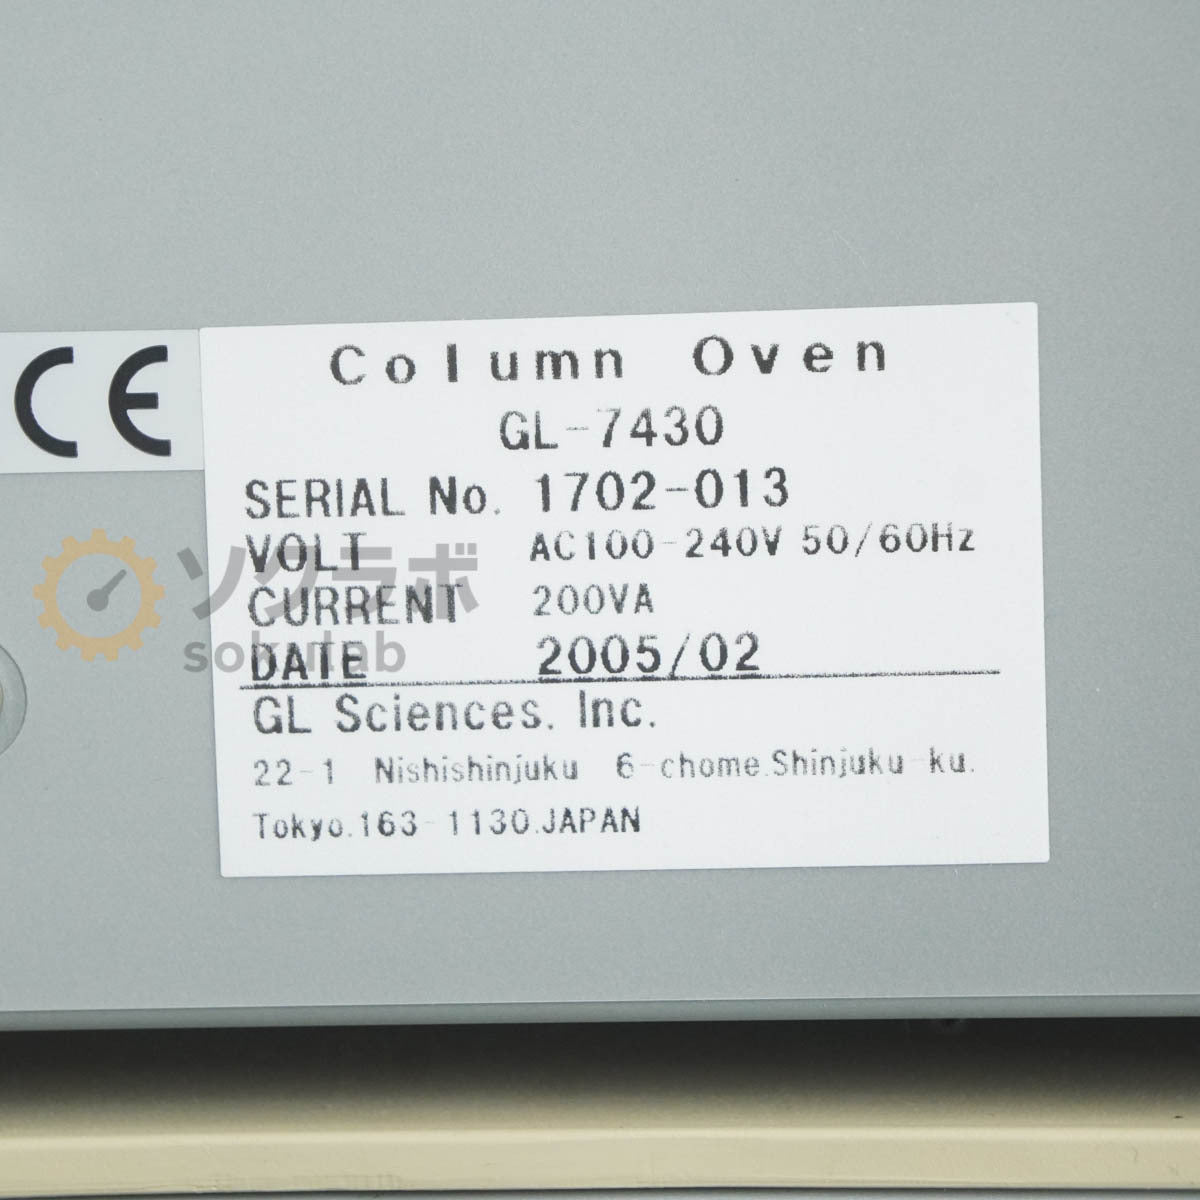 CE
Column Oven
GL-7430
SERIAL No. 1702-013
VOLT AC100-240V 50/60Hz
CURRENT 200VA
DATE 2005/02
GL Sciences. Inc.
22-1 Nishishinjuku 6-chome.Shinjuku-ku.
Tokyo.163-1130.JAPAN
ソクラボ
sokulab